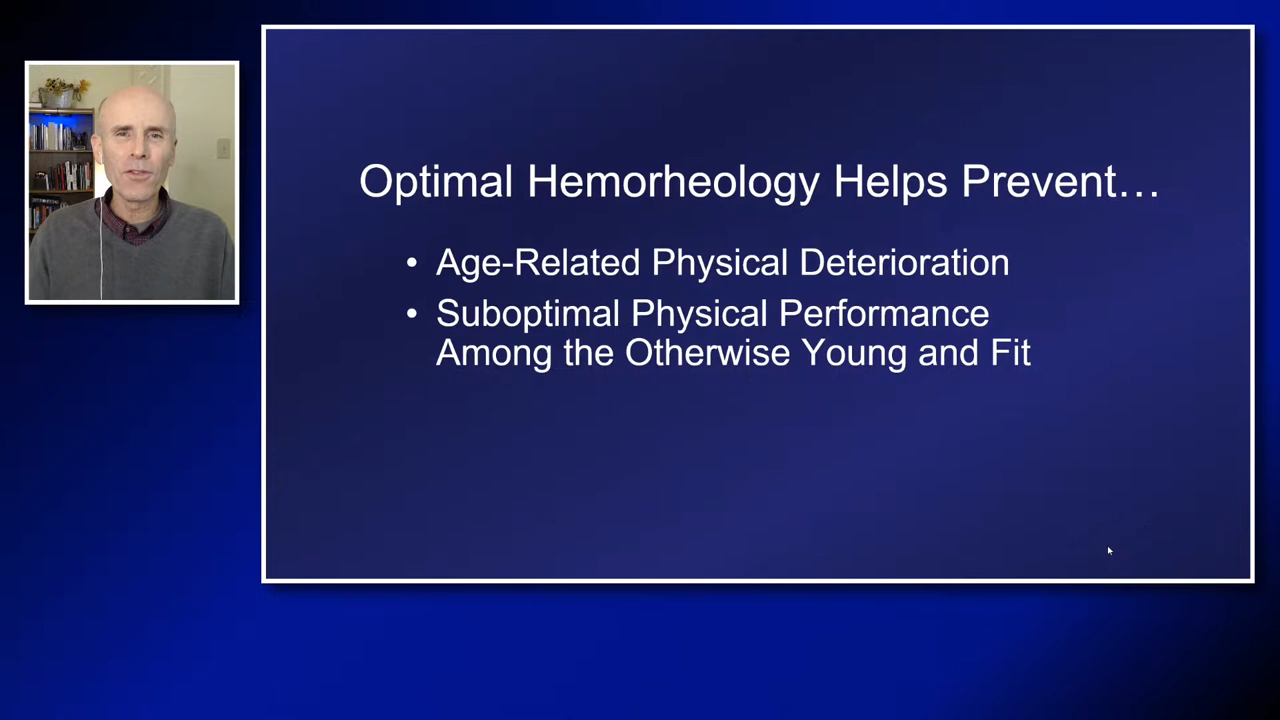 Optimal Hemorheology Helps Prevent…
• Age-Related Physical Deterioration
• Suboptimal Physical Performance
Among the Otherwise Young and Fit